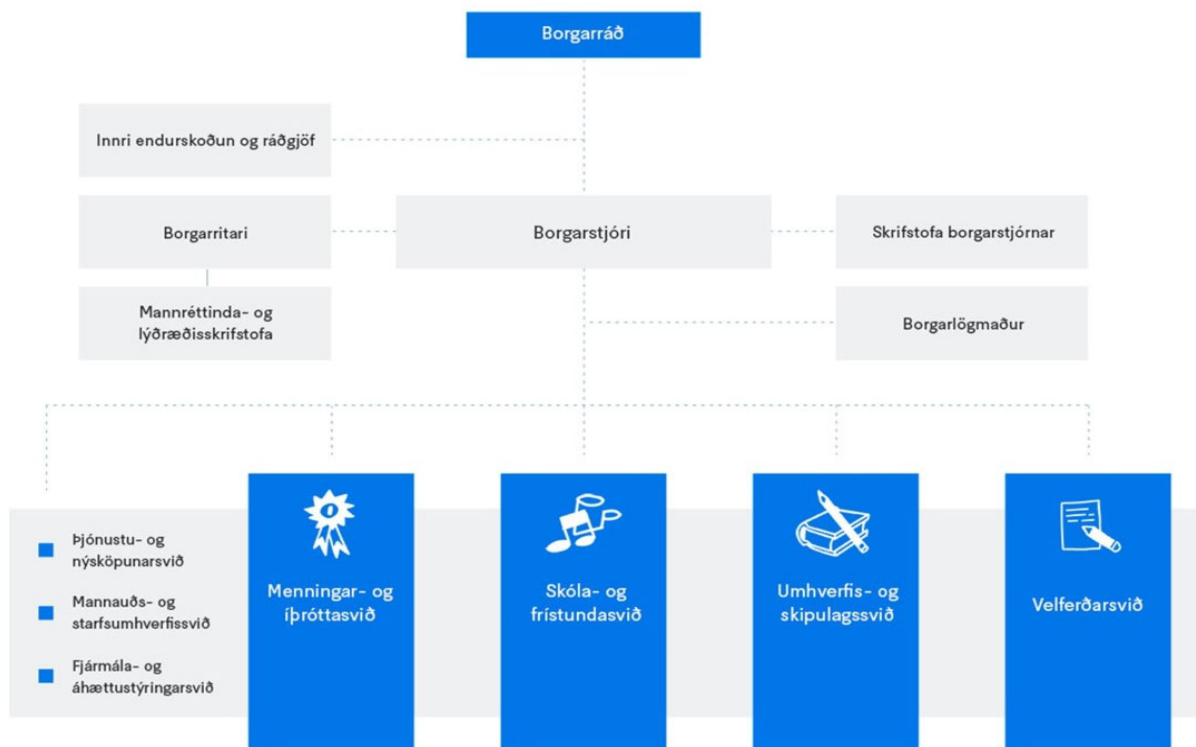 Borgarráð
Innri endurskoðun og ráðgjöf
Borgarritari
Borgarstjóri
Skrifstofa borgarstjórnar
Mannréttinda- og
lýðræðisskrifstofa
Borgarlögmaður
Þjónustu- og
nýsköpunarsvið
Mannauðs- og
starfsumhverfissvið
Fjármála- og
áhættustýringarsvið
Menningar- og
íþróttasvið
Skóla- og
frístundasvið
Umhverfis- og
skipulagssvið
Velferðarsvið